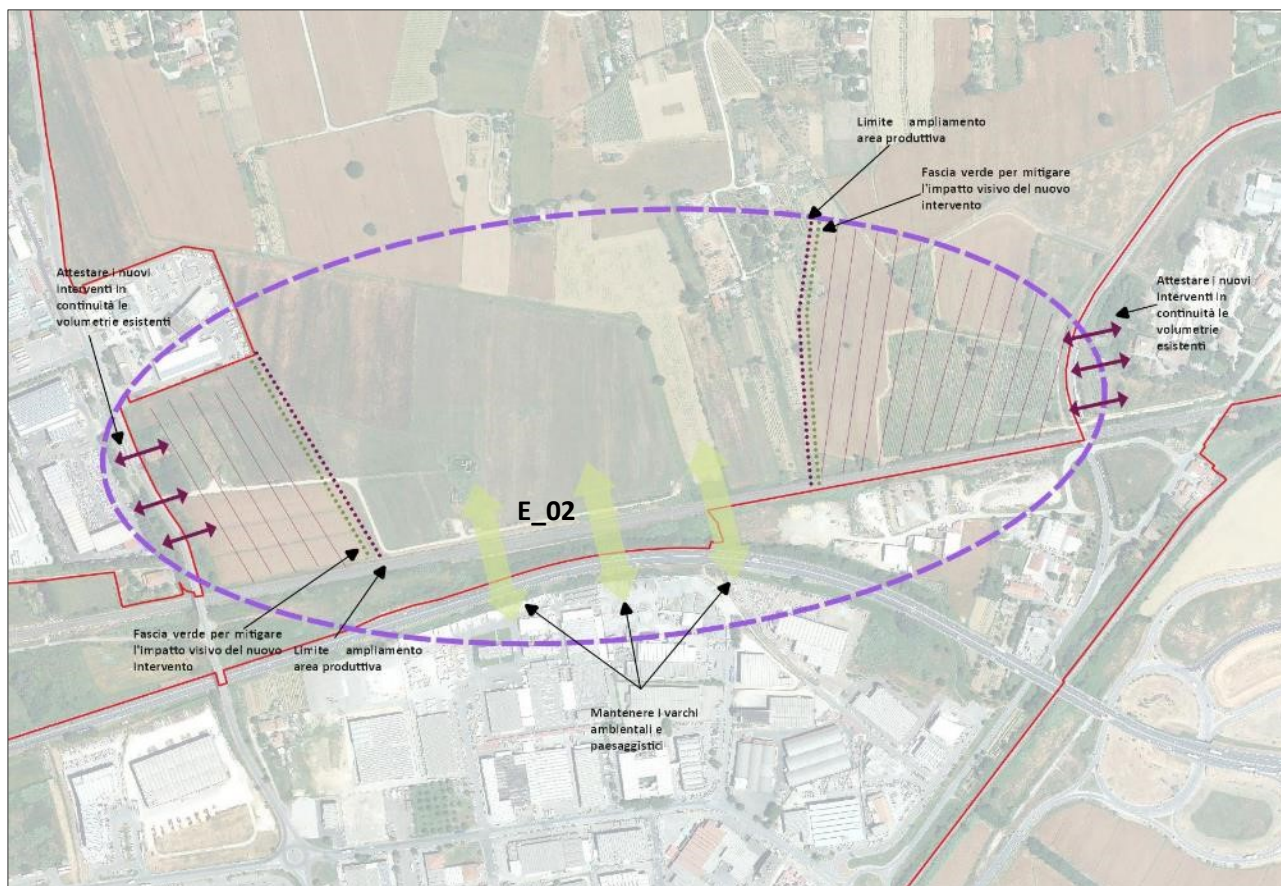 Limite ampliamento
area produttiva
Fascia verde per mitigare
l'impatto visivo del nuovo
intervento
Attestare i nuovi
Interventi in
continuità le
volumetrie esistenti
Attestare i nuovi
Interventi in
continuità le
volumetrie
esistenti
E_02
Fascia verde per mitigare
l'impatto visivo del nuovo
Intervento
Limite ampliamento
area produttiva
Mantenere i varchi
ambientali e
paesaggistici